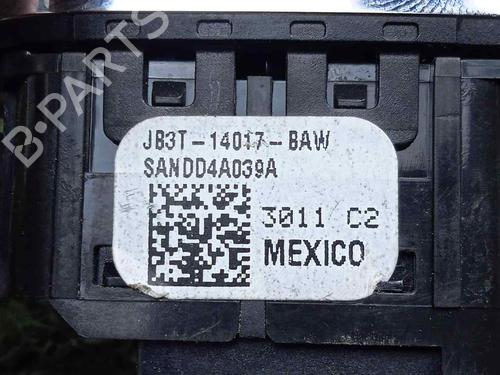 B-PARTS
JB3T-14017-BAW
SANDD4A039A
3011 C2
MEXICO